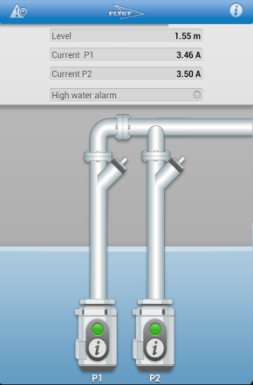 FLYGT
Level 1.55 m
Current P1 3.46 A
Current P2 3.50 A
High water alarm
P1 P2